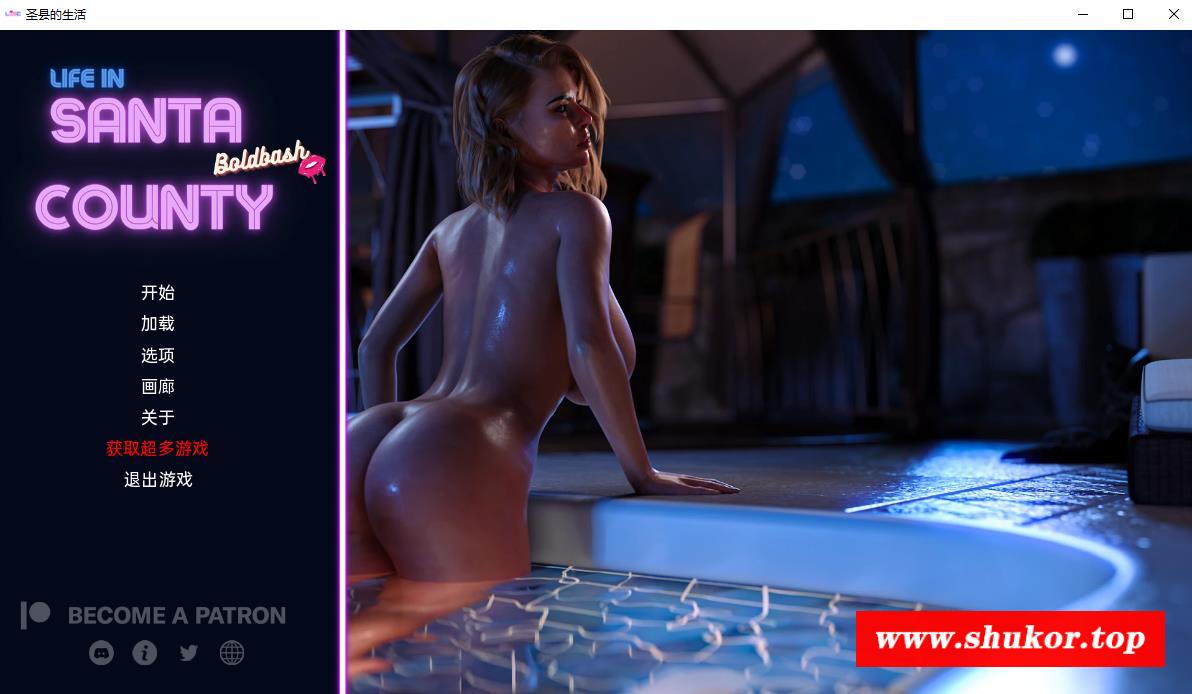 圣县的生活
LIFE IN
SANTA
Boldbash
COUNTY
开始
加载
选项
画廊
关于
获取超多游戏
退出游戏
BECOME A PATRON
www.shukor.top